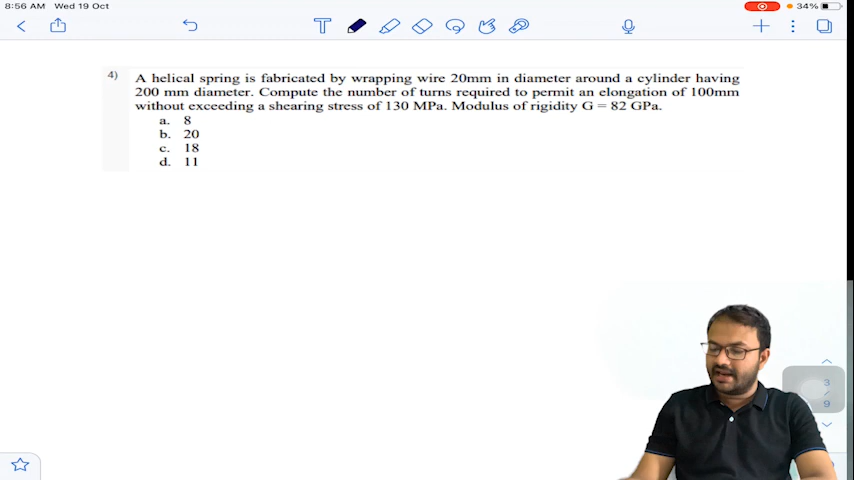 8:56 AM Wed 19 Oct
34%
T
4) A helical spring is fabricated by wrapping wire 20mm in diameter around a cylinder having
200 mm diameter. Compute the number of turns required to permit an elongation of 100mm
without exceeding a shearing stress of 130 MPa. Modulus of rigidity G = 82 GPa.
a. 8
b. 20
c. 18
d. 11
3
9